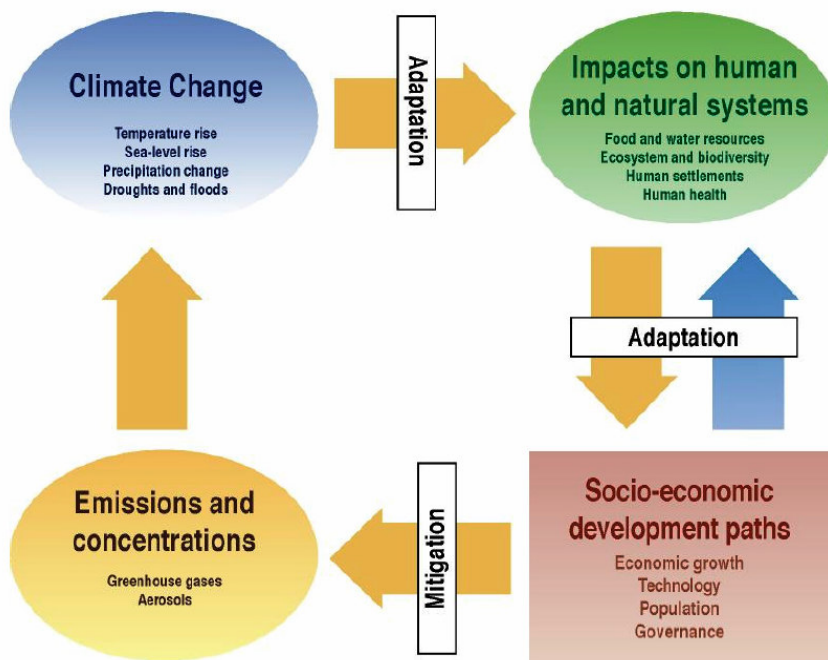 Climate Change
Temperature rise
Sea-level rise
Precipitation change
Droughts and floods
Adaptation
Impacts on human
and natural systems
Food and water resources
Ecosystem and biodiversity
Human settlements
Human health
Adaptation
Socio-economic
development paths
Economic growth
Technology
Population
Governance
Mitigation
Emissions and
concentrations
Greenhouse gases
Aerosols